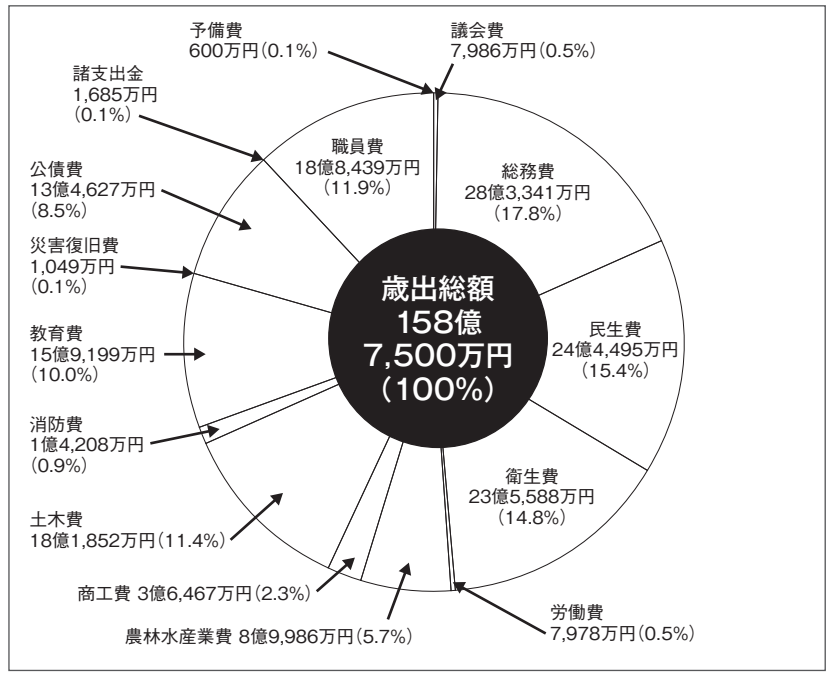 予備費
600万円(0.1%)
議会費
7,986万円(0.5%)
諸支出金
1,685万円
(0.1%)
職員費
18億8,439万円
(11.9%)
総務費
28億3,341万円
(17.8%)
公債費
13億4,627万円
(8.5%)
災害復旧費
1,049万円
(0.1%)
歳出総額
158億
7,500万円
(100%)
民生費
24億4,495万円
(15.4%)
教育費
15億9,199万円
(10.0%)
消防費
1億4,208万円
(0.9%)
衛生費
23億5,588万円
(14.8%)
土木費
18億1,852万円(11.4%)
商工費 3億6,467万円(2.3%)
農林水産業費 8億9,986万円(5.7%)
労働費
7,978万円(0.5%)